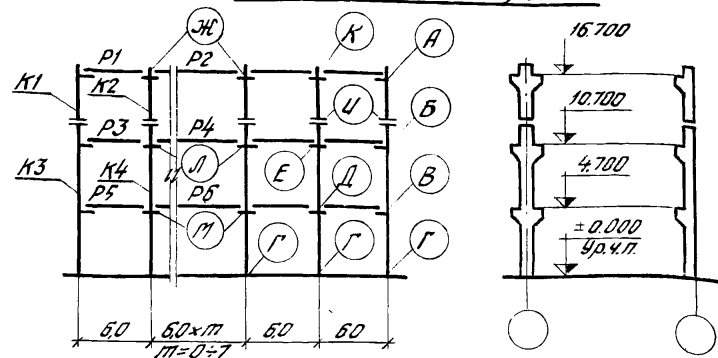 Ж К А
Р1 Р2
К1 К2
И Б
Р3 Р4
К3 К4 Л Е Д В
Р5 Р6
М Г Г Г
6,0 6,0×m 6,0 6,0
m=0÷7
16.700
10.700
4.700
±0.000
Ур.ч.п.